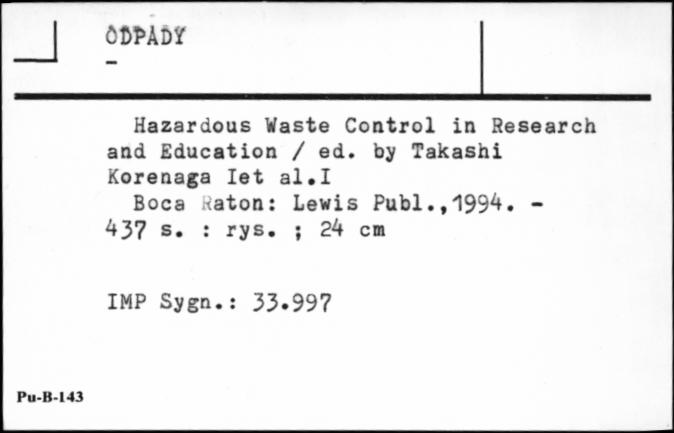 ODPADY
-
Hazardous Waste Control in Research
and Education / ed. by Takashi
Korenaga Iet al.I
Boca Raton: Lewis Publ.,1994. -
437 s. : rys. ; 24 cm
IMP Sygn.: 33.997
Pu-B-143